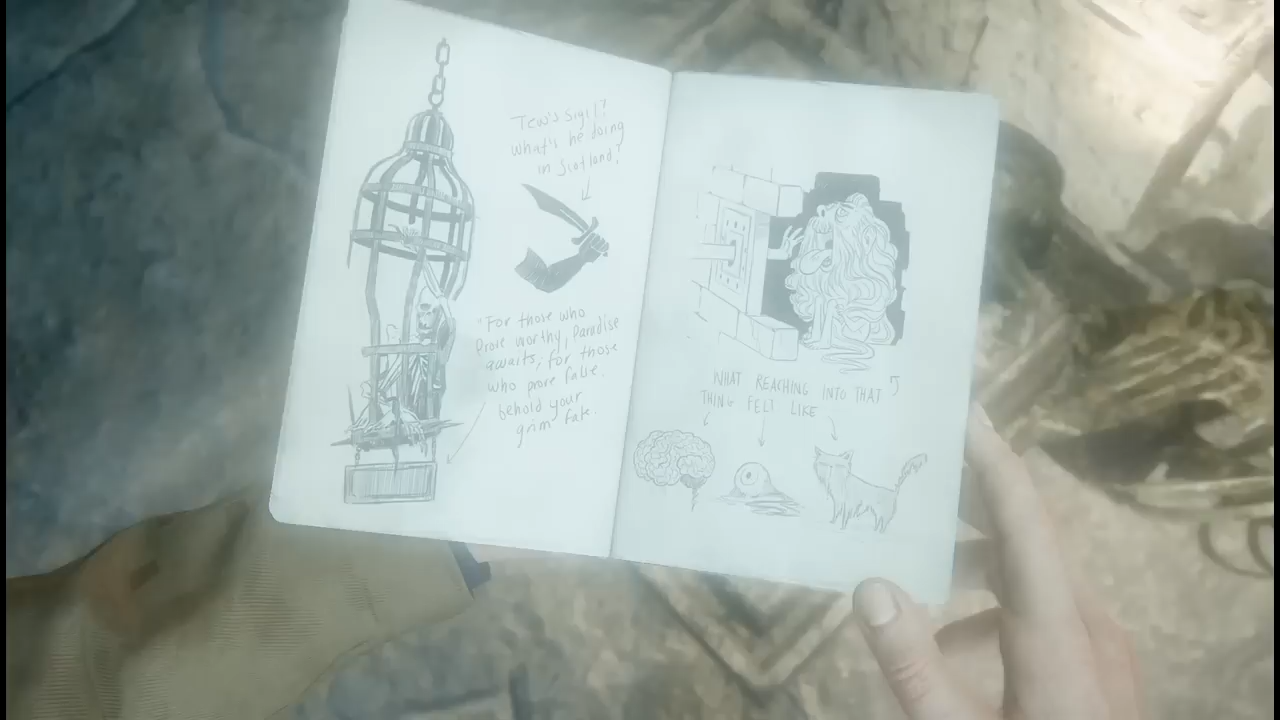 Tew's Sigil?
What's he doing
in Scotland?
"For those who
Prove worthy, Paradise
awaits, for those
who prove false,
behold your
grim fate.
WHAT REACHING INTO THAT
THING FELT LIKE